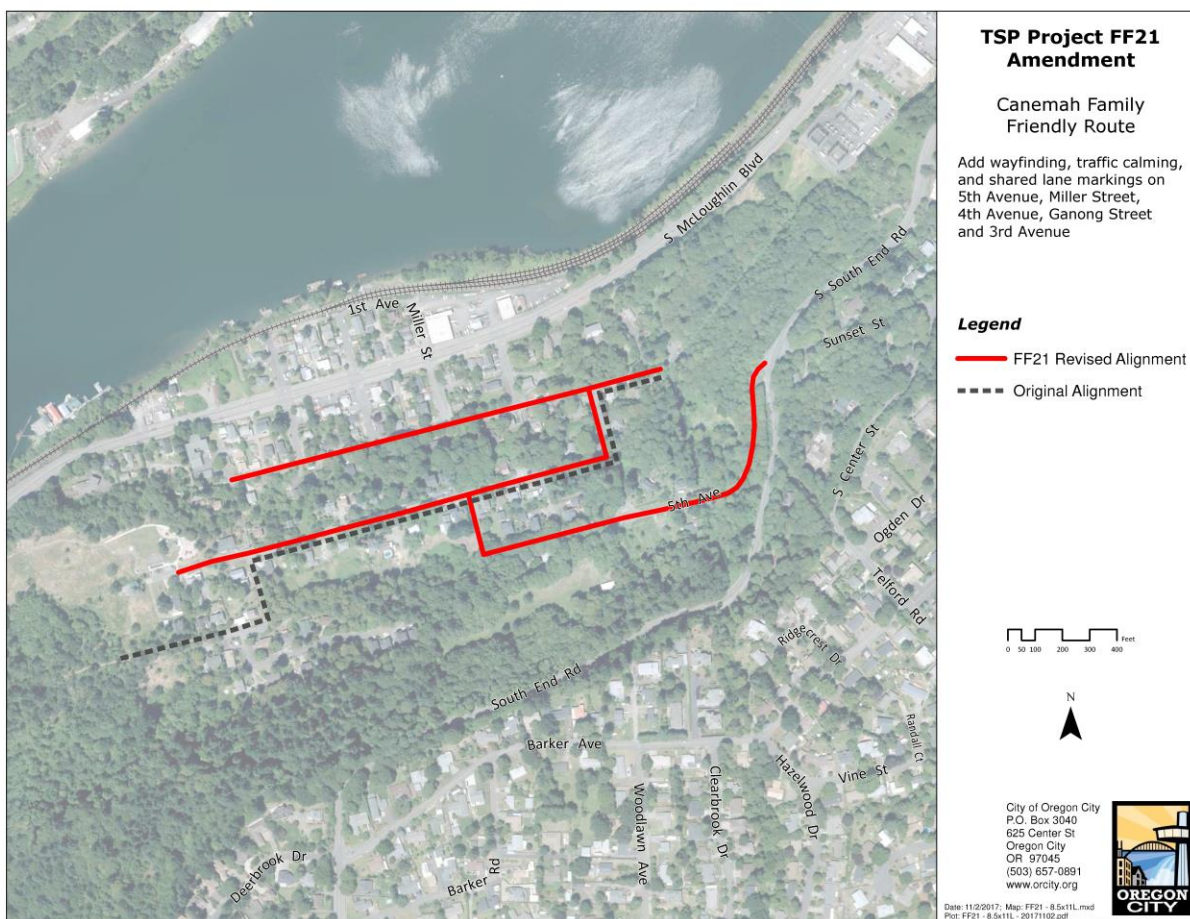 TSP Project FF21
Amendment
Canemah Family
Friendly Route
Add wayfinding, traffic calming,
and shared lane markings on
5th Avenue, Miller Street,
4th Avenue, Ganong Street
and 3rd Avenue
Legend
FF21 Revised Alignment
Original Alignment
0 50 100 200 300 400 Feet
N
City of Oregon City
P.O. Box 3040
625 Center St
Oregon City
OR 97045
(503) 657-0891
www.orcity.org
OREGON
CITY
Date: 11/2/2017; Map: FF21 - 8.5x11L.mxd
Plot: FF21 - 8.5x11L - 20171102.pdf
S McLoughlin Blvd
S South End Rd
1st Ave
Miller St
Sunset St
S Center St
5th Ave
Ogden Dr
Telford Rd
Ridgecrest Dr
South End Rd
Randall Ct
Barker Ave
Vine St
Hazelwood Dr
Clearbrook Dr
Woodlawn Ave
Deerbrook Dr
Barker Rd